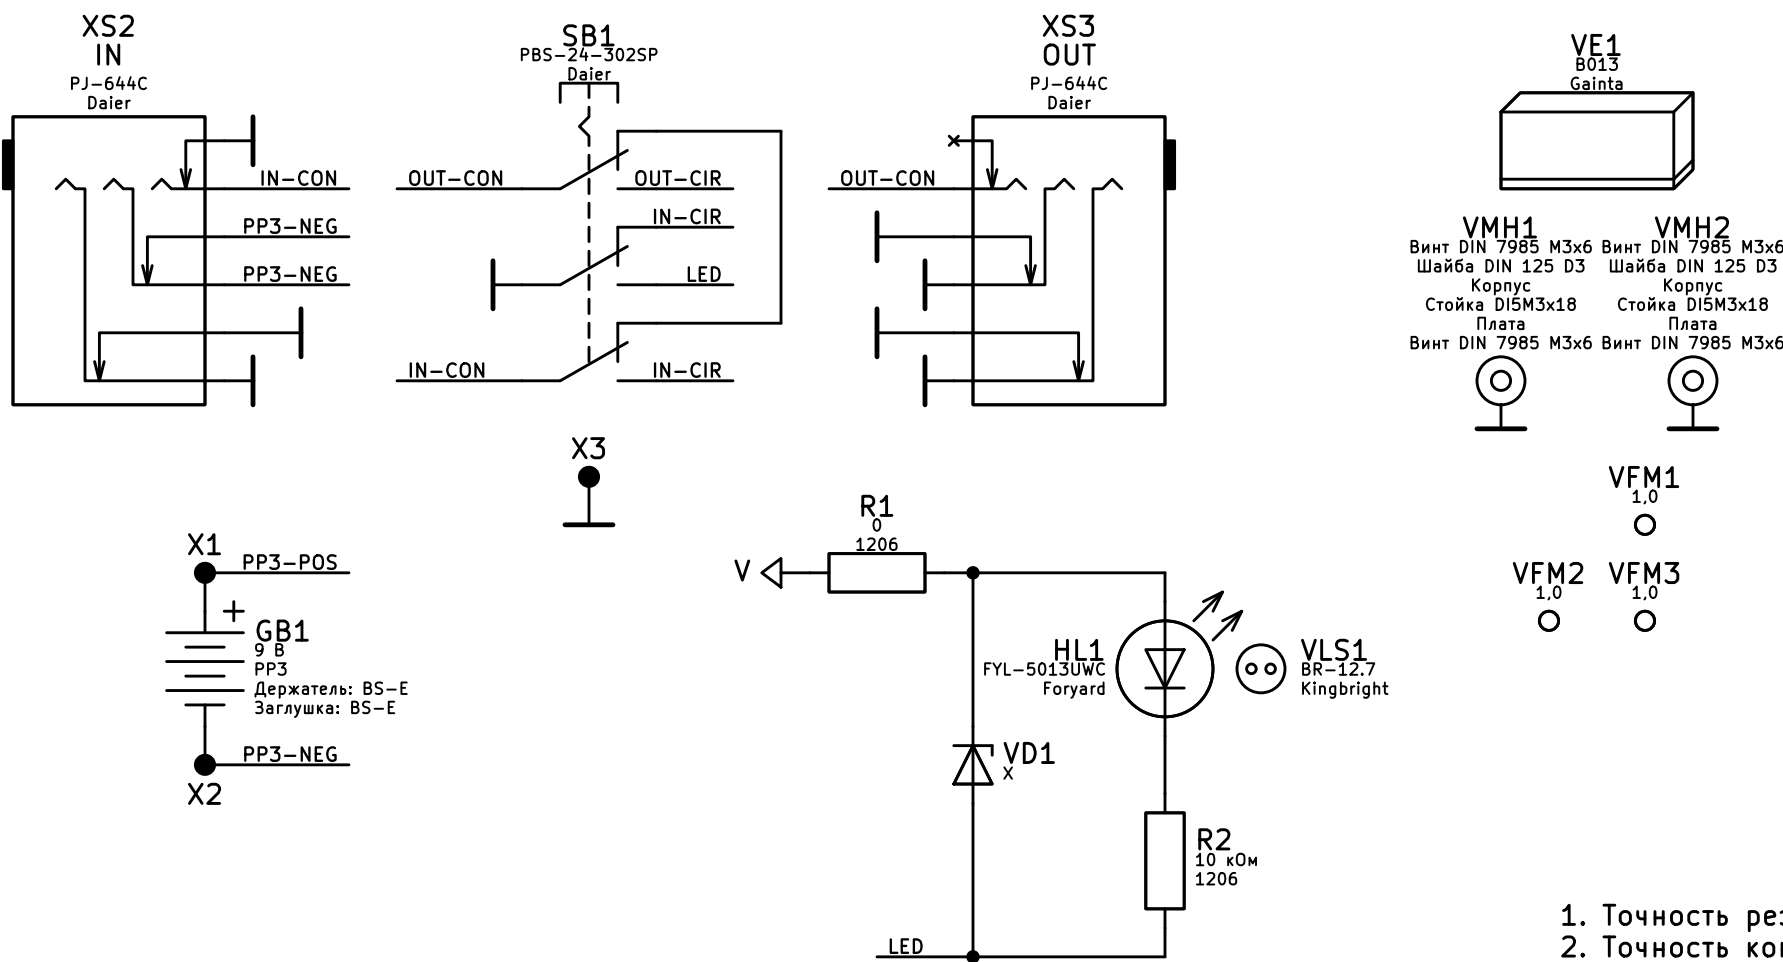 XS2
IN
PJ-644C
Daier
IN-CON
PP3-NEG
PP3-NEG
SB1
PBS-24-302SP
Daier
OUT-CON
OUT-CIR
IN-CIR
LED
IN-CON
IN-CIR
XS3
OUT
PJ-644C
Daier
OUT-CON
VE1
B013
Gainta
VMH1
Винт DIN 7985 M3x6
Шайба DIN 125 D3
Корпус
Стойка DI5M3x18
Плата
Винт DIN 7985 M3x6
VMH2
Винт DIN 7985 M3x6
Шайба DIN 125 D3
Корпус
Стойка DI5M3x18
Плата
Винт DIN 7985 M3x6
X3
X1
PP3-POS
+
GB1
9 В
PP3
Держатель: BS-E
Заглушка: BS-E
PP3-NEG
X2
R1
0
1206
V
HL1
FYL-5013UWC
Foryard
VLS1
BR-12.7
Kingbright
VD1
X
R2
10 кОм
1206
LED
VFM1
1,0
VFM2
1,0
VFM3
1,0
1. Точность
2. Точность